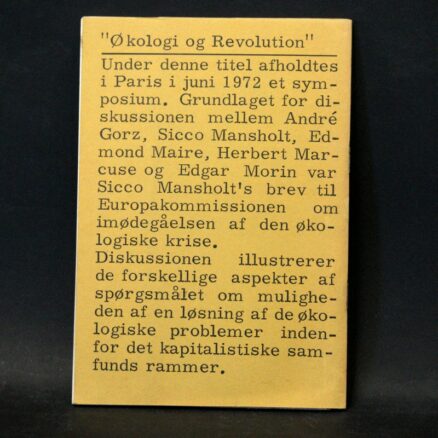 "Økologi og Revolution"
Under denne titel afholdtes
i Paris i juni 1972 et sym-
posium. Grundlaget for di-
skussionen mellem André
Gorz, Sicco Mansholt, Ed-
mond Maire, Herbert Mar-
cuse og Edgar Morin var
Sicco Mansholt's brev til
Europakommissionen om
imødegåelsen af den øko-
logiske krise.
Diskussionen illustrerer
de forskellige aspekter af
spørgsmålet om mulighe-
den af en løsning af de øko-
logiske problemer inden-
for det kapitalistiske sam-
funds rammer.